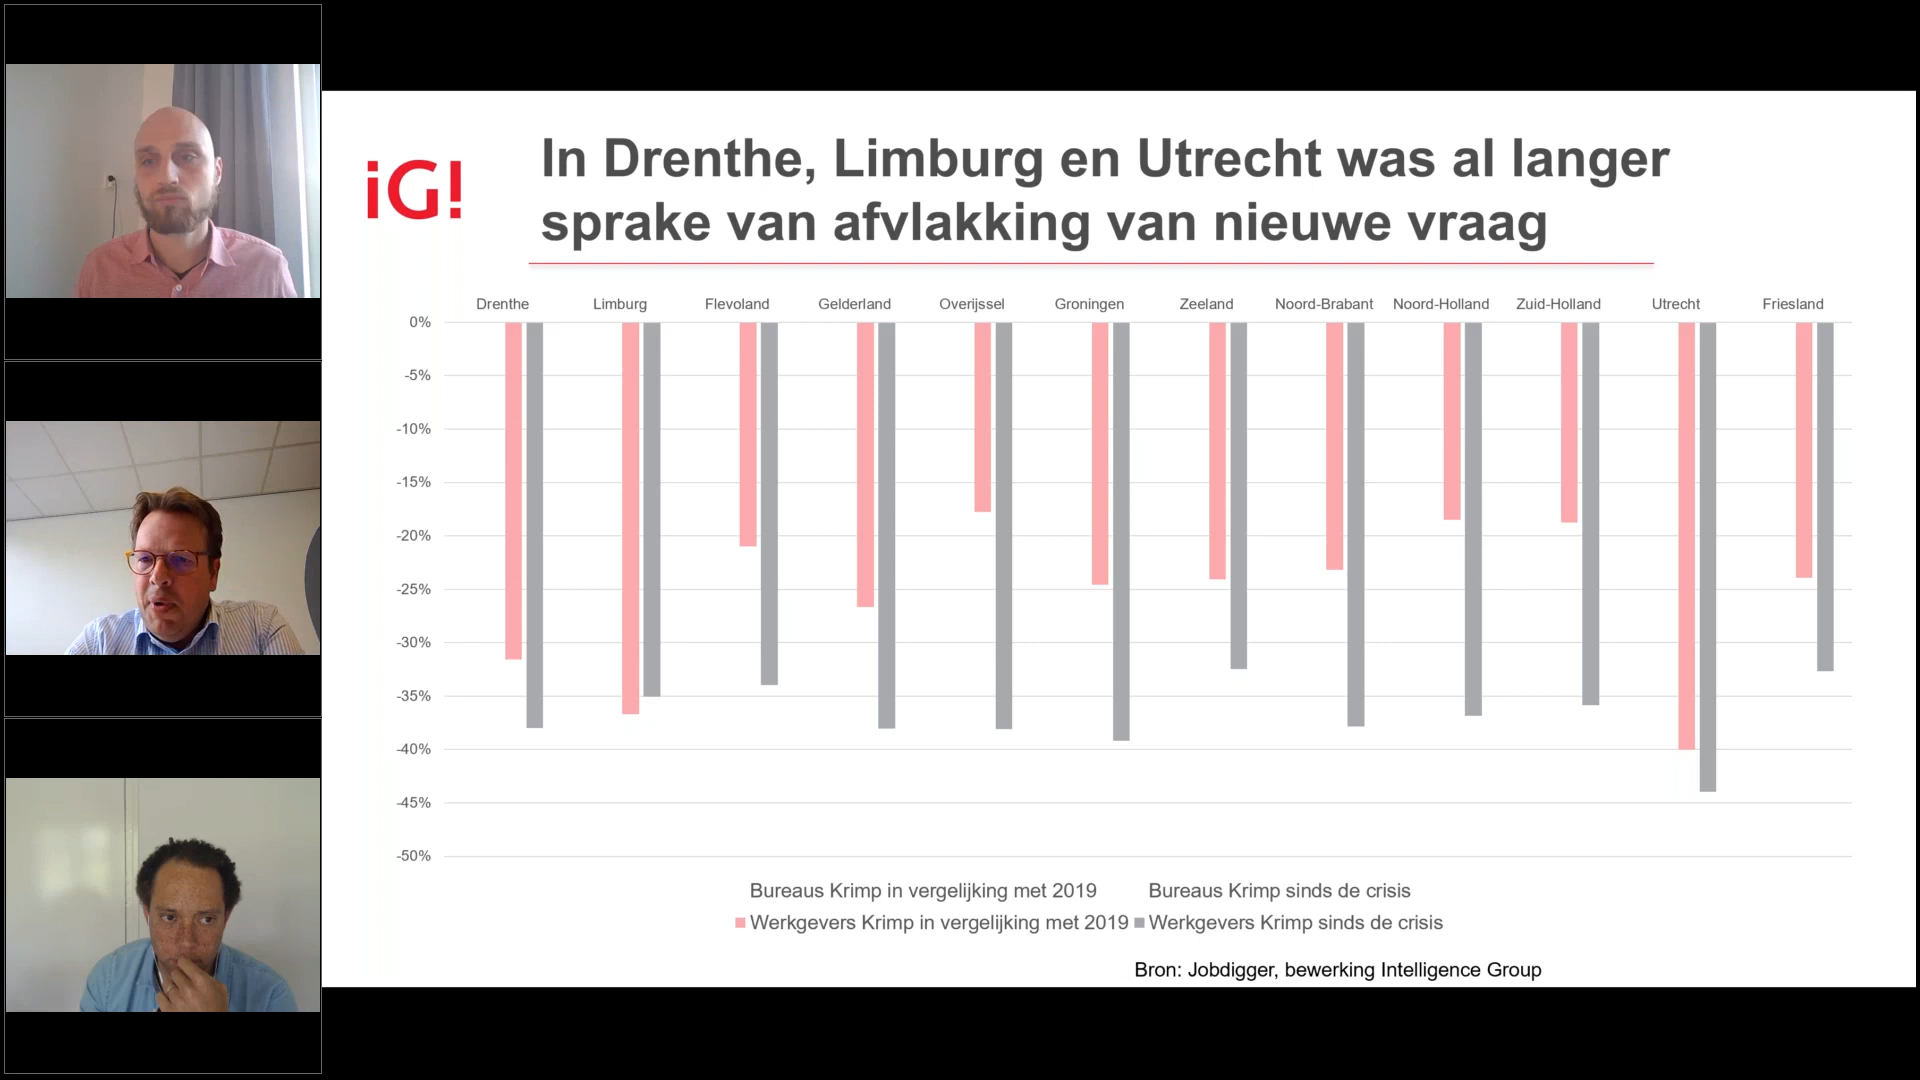 iG!
In Drenthe, Limburg en Utrecht was al langer
sprake van afvlakking van nieuwe vraag
Drenthe Limburg Flevoland Gelderland Overijssel Groningen Zeeland Noord-Brabant Noord-Holland Zuid-Holland Utrecht Friesland
0%
-5%
-10%
-15%
-20%
-25%
-30%
-35%
-40%
-45%
-50%
Bureaus Krimp in vergelijking met 2019 Bureaus Krimp sinds de crisis
Werkgevers Krimp in vergelijking met 2019 Werkgevers Krimp sinds de crisis
Bron: Jobdigger, bewerking Intelligence Group